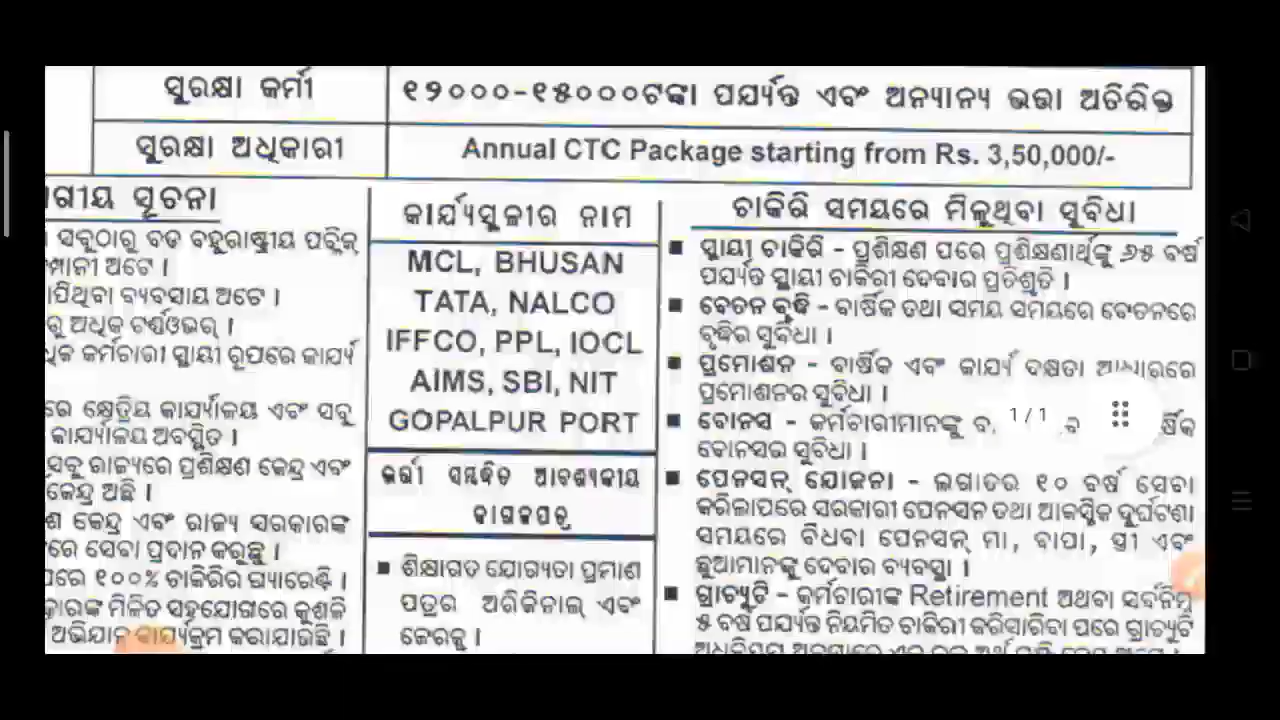 ସୁରକ୍ଷା କର୍ମୀ
୧୨୦୦୦-୧୫୦୦୦ଟଙ୍କା ପର୍ଯ୍ୟନ୍ତ ଏବଂ ଅନ୍ୟାନ୍ୟ ଭତ୍ତା ଅତିରିକ୍ତ
ସୁରକ୍ଷା ଅଧିକାରୀ
Annual CTC Package starting from Rs. 3,50,000/-
ସୂଚନା
ସବୁଠାରୁ ବଡ ବହୁରାଷ୍ଟ୍ରୀୟ ପବ୍ଲିକ୍
ଅଟେ ।
ବ୍ୟବସାୟ ଅଟେ ।
ଅଧିକ ଟର୍ଣ୍ଣଓଭର୍ ।
କର୍ମଚାରୀ ସ୍ଥାୟୀ ରୂପରେ କାର୍ଯ୍ୟ
କ୍ଷେତ୍ରିୟ କାର୍ଯ୍ୟାଳୟ ଏବଂ ସବୁ
କାର୍ଯ୍ୟାଳୟ ଅବସ୍ଥିତ ।
ରାଜ୍ୟରେ ପ୍ରଶିକ୍ଷଣ କେନ୍ଦ୍ର ଏବଂ
କେନ୍ଦ୍ର ଅଛି ।
କେନ୍ଦ୍ର ଏବଂ ରାଜ୍ୟ ସରକାରଙ୍କ
ସେବା ପ୍ରଦାନ କରୁଛୁ ।
୧୦୦% ଚାକିରିର ଗ୍ୟାରେଣ୍ଟି ।
ମିଳିତ ସହଯୋଗରେ କୁଶଳି
ଅଭିଯାନ କାର୍ଯ୍ୟକ୍ରମ କରାଯାଉଛି ।
କାର୍ଯ୍ୟସ୍ଥଳୀର ନାମ
MCL, BHUSAN
TATA, NALCO
IFFCO, PPL, IOCL
AIMS, SBI, NIT
GOPALPUR PORT
ଭର୍ତ୍ତୀ ସମ୍ବନ୍ଧିତ ଆବଶ୍ୟକୀୟ
କାଗଜପତ୍ର
■ ଶିକ୍ଷାଗତ ଯୋଗ୍ୟତା ପ୍ରମାଣ
ପତ୍ରର ଅରିଜିନାଲ୍ ଏବଂ
ଜେରକ୍ସ ।
ଚାକିରି ସମୟରେ ମିଳୁଥିବା ସୁବିଧା
■ ସ୍ଥାୟୀ ଚାକିରି – ପ୍ରଶିକ୍ଷଣ ପରେ ପ୍ରଶିକ୍ଷଣାର୍ଥିଙ୍କୁ ୬୫ ବର୍ଷ
ପର୍ଯ୍ୟନ୍ତ ସ୍ଥାୟୀ ଚାକିରୀ ଦେବାର ପ୍ରତିଶୃତି ।
■ ବେତନ ବୃଦ୍ଧି – ବାର୍ଷିକ ତଥା ସମୟ ସମୟରେ ବେତନରେ
ବୃଦ୍ଧିର ସୁବିଧା ।
■ ପ୍ରମୋଶନ – ବାର୍ଷିକ ଏବଂ କାର୍ଯ୍ୟ ଦକ୍ଷତା ଆଧାରରେ
ପ୍ରମୋଶନର ସୁବିଧା ।
■ ବୋନସ – କର୍ମଚାରୀମାନଙ୍କୁ
1 / 1
ବୋନସର ସୁବିଧା ।
■ ପେନସନ୍ ଯୋଜନା – ଲଗାତର ୧୦ ବର୍ଷ ସେବା
କରିଲାପରେ ସରକାରୀ ପେନସନ ତଥା ଆକସ୍ମିକ ଦୁର୍ଘଟଣା
ସମୟରେ ବିଧବା ପେନସନ୍ ମା, ବାପା, ସ୍ତ୍ରୀ ଏବଂ
ଛୁଆମାନଙ୍କୁ ଦେବାର ବ୍ୟବସ୍ଥା ।
■ ଗ୍ରାଚ୍ୟୁଟି – କର୍ମଚାରୀଙ୍କ Retirement ଅଥବା ସର୍ବନିମ୍ନ
୫ ବର୍ଷ ପର୍ଯ୍ୟନ୍ତ ନିୟମିତ ଚାକିରୀ କରିସାରିବା ପରେ ଗ୍ରାଚ୍ୟୁଟି